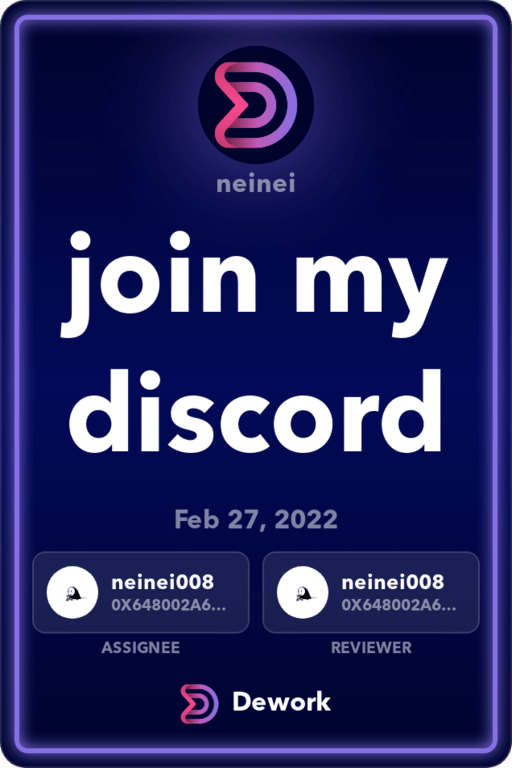 neinei
join my
discord
Feb 27, 2022
neinei008
0X648002A6...
neinei008
0X648002A6...
ASSIGNEE
REVIEWER
Dework